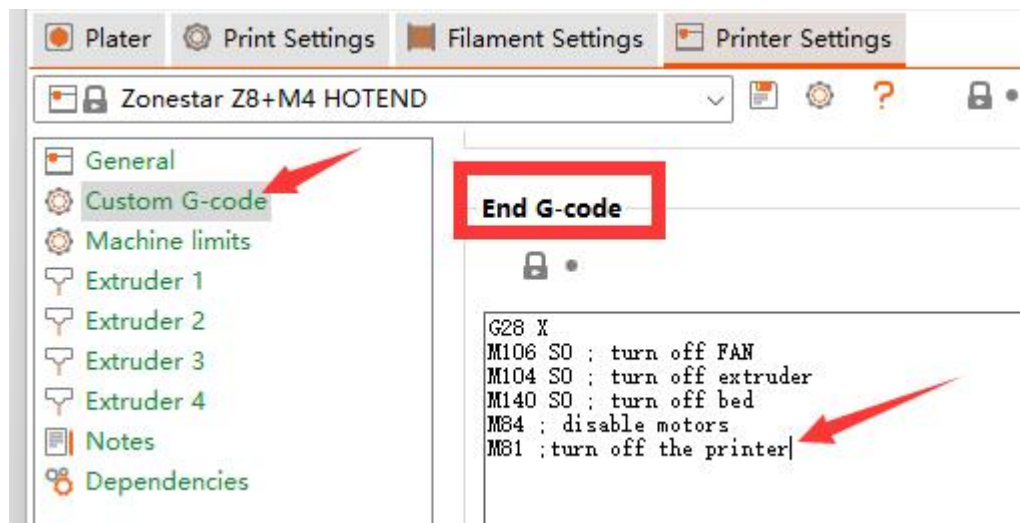 Plater Print Settings Filament Settings Printer Settings
Zonestar Z8+M4 HOTEND ?
General
Custom G-code
Machine limits
Extruder 1
Extruder 2
Extruder 3
Extruder 4
Notes
Dependencies
End G-code
G28 X
M106 S0 ; turn off FAN
M104 S0 ; turn off extruder
M140 S0 ; turn off bed
M84 ; disable motors
M81 ;turn off the printer